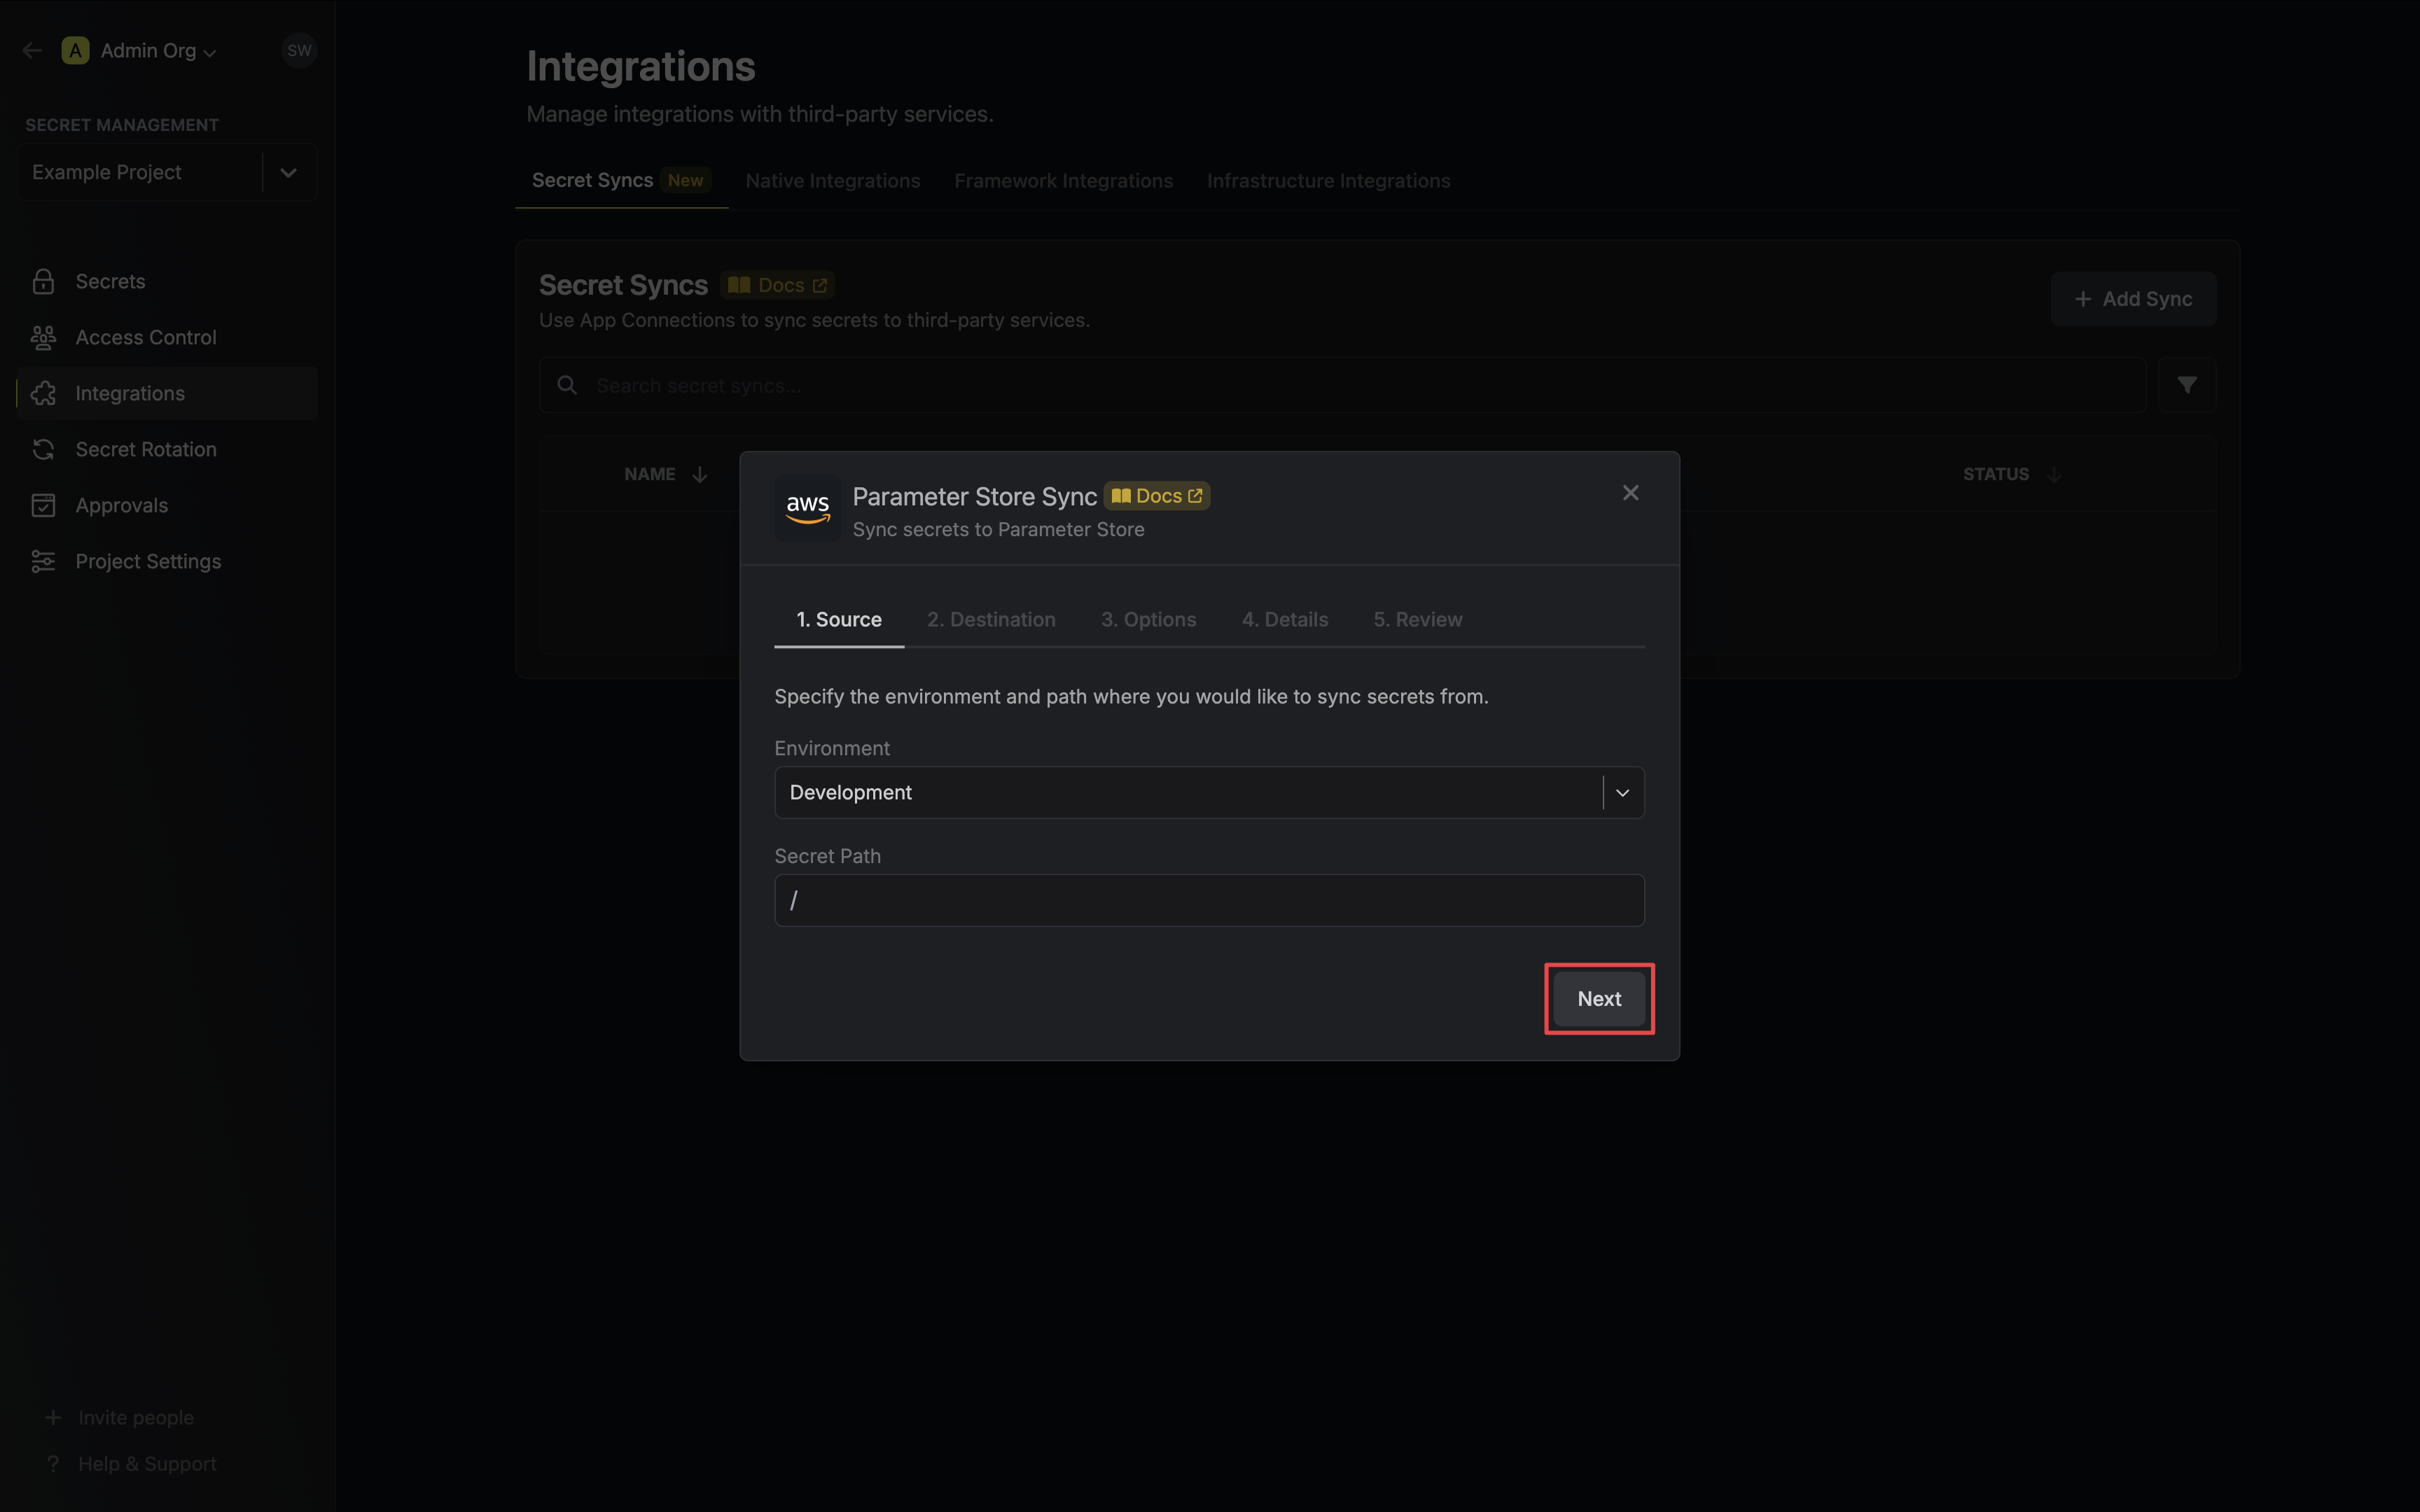 A Admin Org
SW
SECRET MANAGEMENT
Example Project
Secrets
Access Control
Integrations
Secret Rotation
Approvals
Project Settings
Invite people
? Help & Support
Integrations
Manage integrations with third-party services.
Secret Syncs New Native Integrations Framework Integrations Infrastructure Integrations
Secret Syncs Docs
Use App Connections to sync secrets to third-party services.
+ Add Sync
Search secret syncs...
NAME STATUS
aws
Parameter Store Sync Docs
Sync secrets to Parameter Store
1. Source 2. Destination 3. Options 4. Details 5. Review
Specify the environment and path where you would like to sync secrets from.
Environment
Development
Secret Path
/
Next